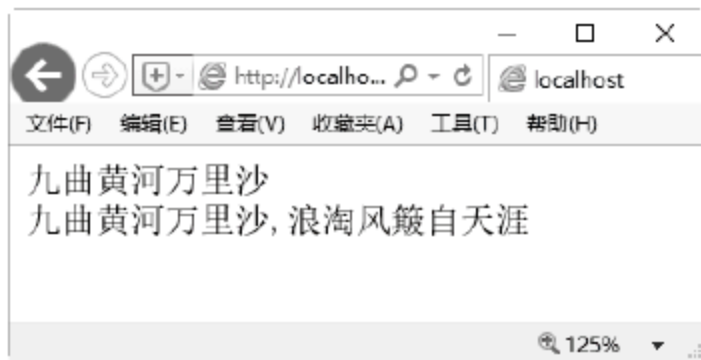 http://localho...
localhost
文件(F) 编辑(E) 查看(V) 收藏夹(A) 工具(T) 帮助(H)
九曲黄河万里沙
九曲黄河万里沙,浪淘风簸自天涯
125%